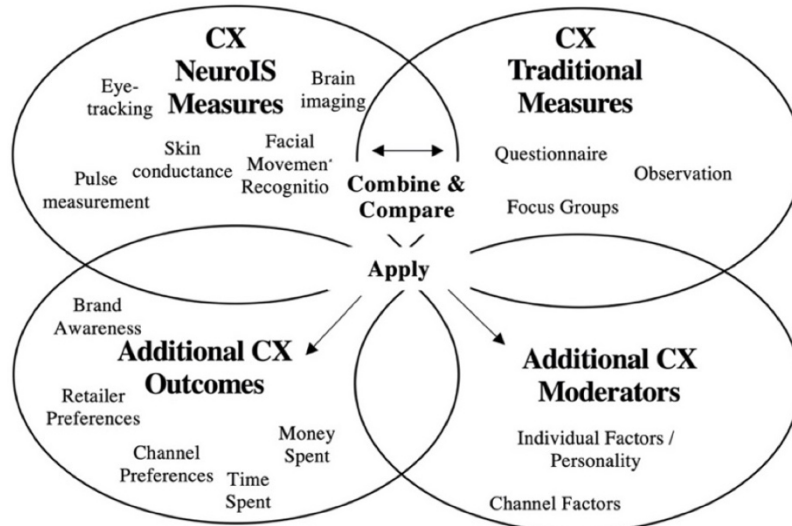 CX
NeuroIS
Measures
Eye-
tracking
Brain
imaging
Skin
conductance
Facial
Movemen
Recognitio
Pulse
measurement
CX
Traditional
Measures
Questionnaire
Observation
Focus Groups
Combine &
Compare
Apply
Brand
Awareness
Additional CX
Outcomes
Retailer
Preferences
Channel
Preferences
Time
Spent
Money
Spent
Additional CX
Moderators
Individual Factors /
Personality
Channel Factors